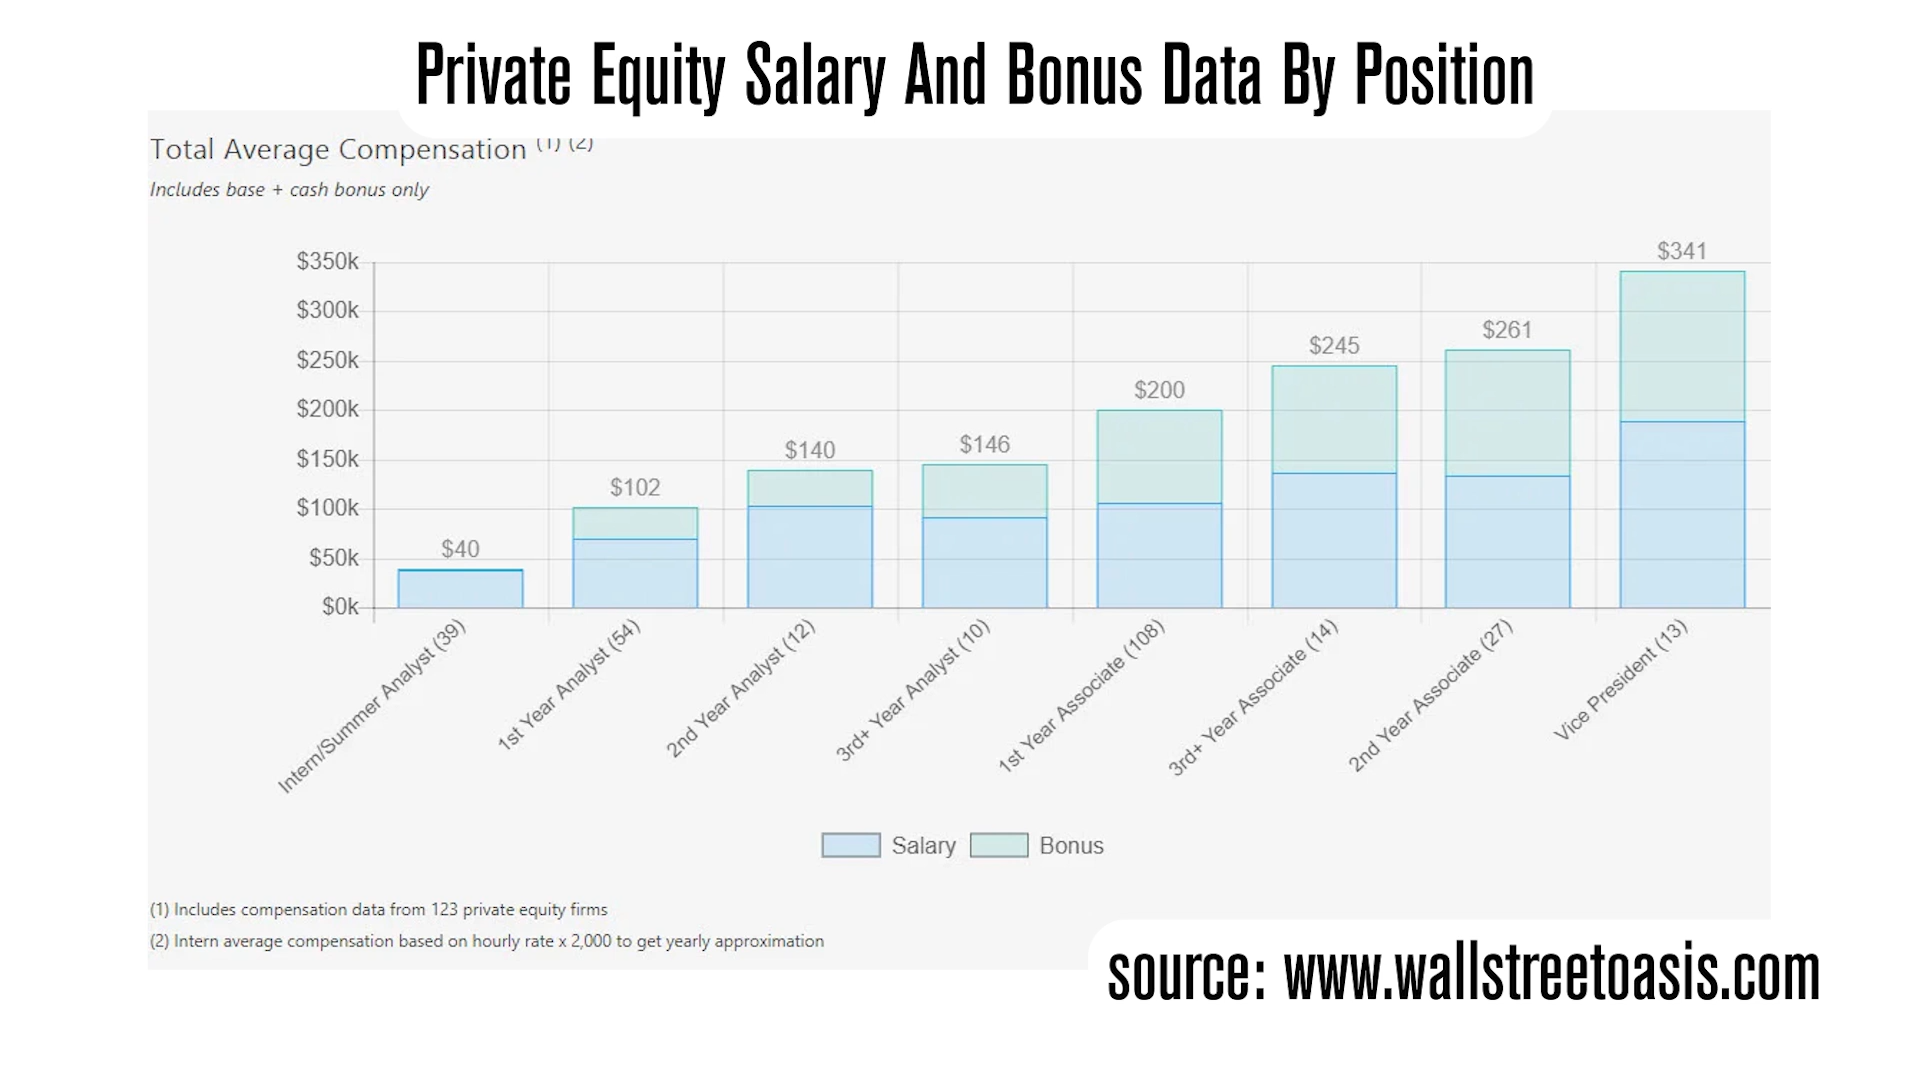 Private Equity Salary And Bonus Data By Position
Total Average Compensation (1) (2)
Includes base + cash bonus only
$350k
$300k
$250k
$200k
$150k
$100k
$50k
$0k
$40
$102
$140
$146
$200
$245
$261
$341
Intern/Summer Analyst (39)
1st Year Analyst (54)
2nd Year Analyst (12)
3rd+ Year Analyst (10)
1st Year Associate (108)
3rd+ Year Associate (14)
2nd Year Associate (27)
Vice President (13)
Salary
Bonus
(1) Includes compensation data from 123 private equity firms
(2) Intern average compensation based on hourly rate x 2,000 to get yearly approximation
source: www.wallstreetoasis.com